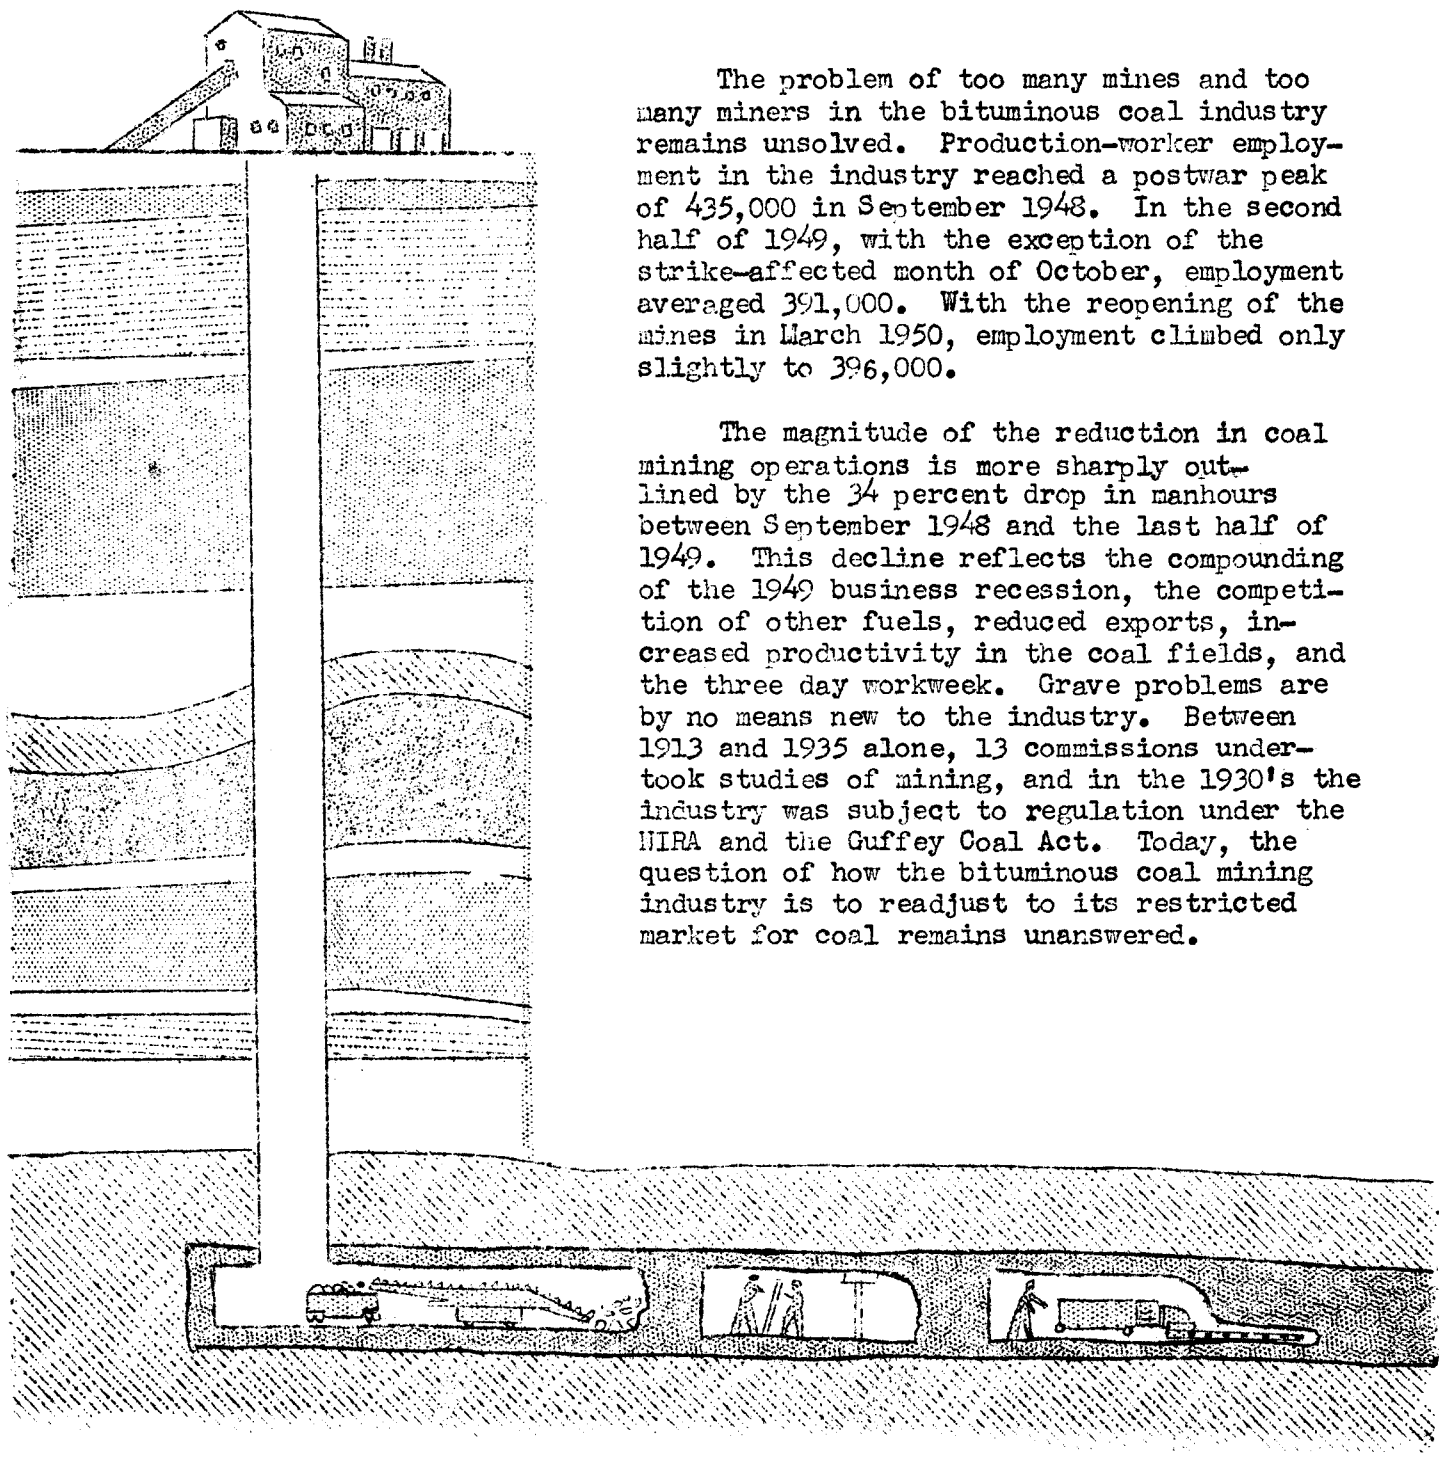 The problem of too many mines and too
many miners in the bituminous coal industry
remains unsolved. Production-worker employ-
ment in the industry reached a postwar peak
of 435,000 in September 1948. In the second
half of 1949, with the exception of the
strike-affected month of October, employment
averaged 391,000. With the reopening of the
mines in March 1950, employment climbed only
slightly to 396,000.
The magnitude of the reduction in coal
mining operations is more sharply out-
lined by the 34 percent drop in manhours
between September 1948 and the last half of
1949. This decline reflects the compounding
of the 1949 business recession, the competi-
tion of other fuels, reduced exports, in-
creased productivity in the coal fields, and
the three day workweek. Grave problems are
by no means new to the industry. Between
1913 and 1935 alone, 13 commissions under-
took studies of mining, and in the 1930's the
industry was subject to regulation under the
NIRA and the Guffey Coal Act. Today, the
question of how the bituminous coal mining
industry is to readjust to its restricted
market for coal remains unanswered.